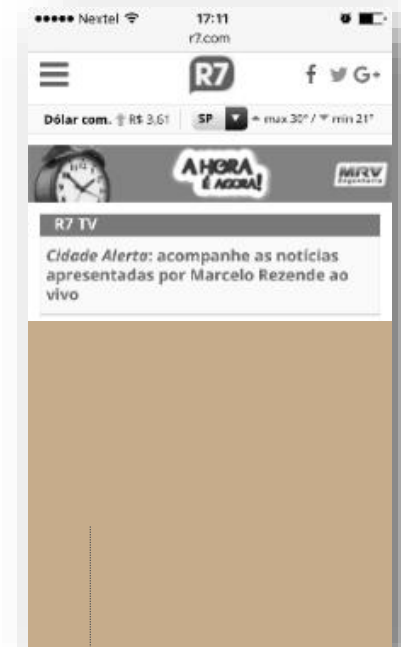 Nextel 17:11
r7.com
R7 f G+
Dólar com. R$ 3,61 SP max 30° / min 21°
A HORA
É AGORA!
MRV
Engenharia
R7 TV
Cidade Alerta: acompanhe as notícias
apresentadas por Marcelo Rezende ao
vivo